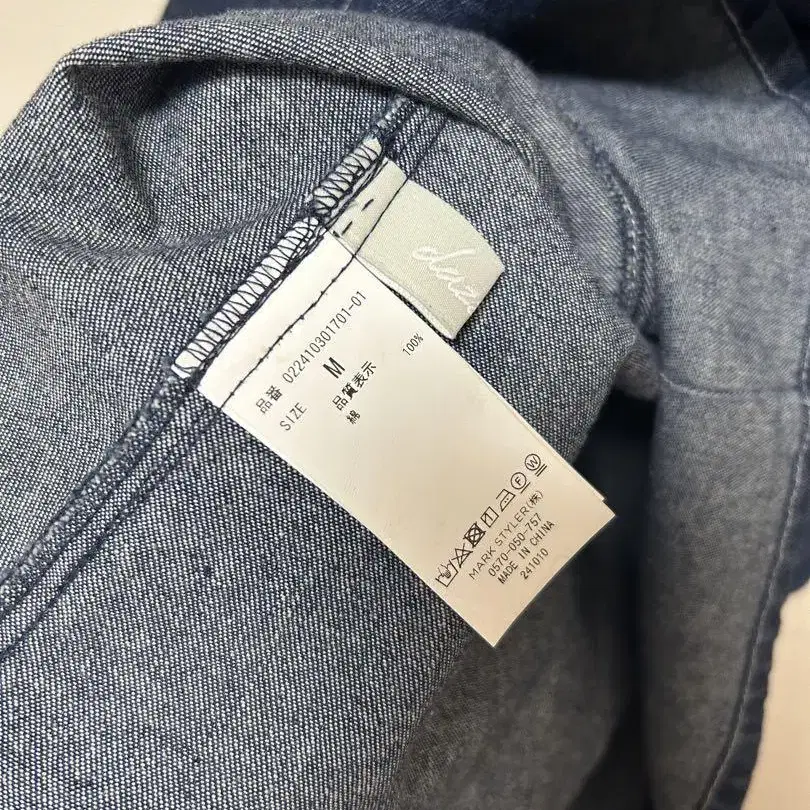 品番 022410301701-01
SIZE M
品質表示
綿 100%
MARK STYLER(株)
0570-050-757
MADE IN CHINA
241010